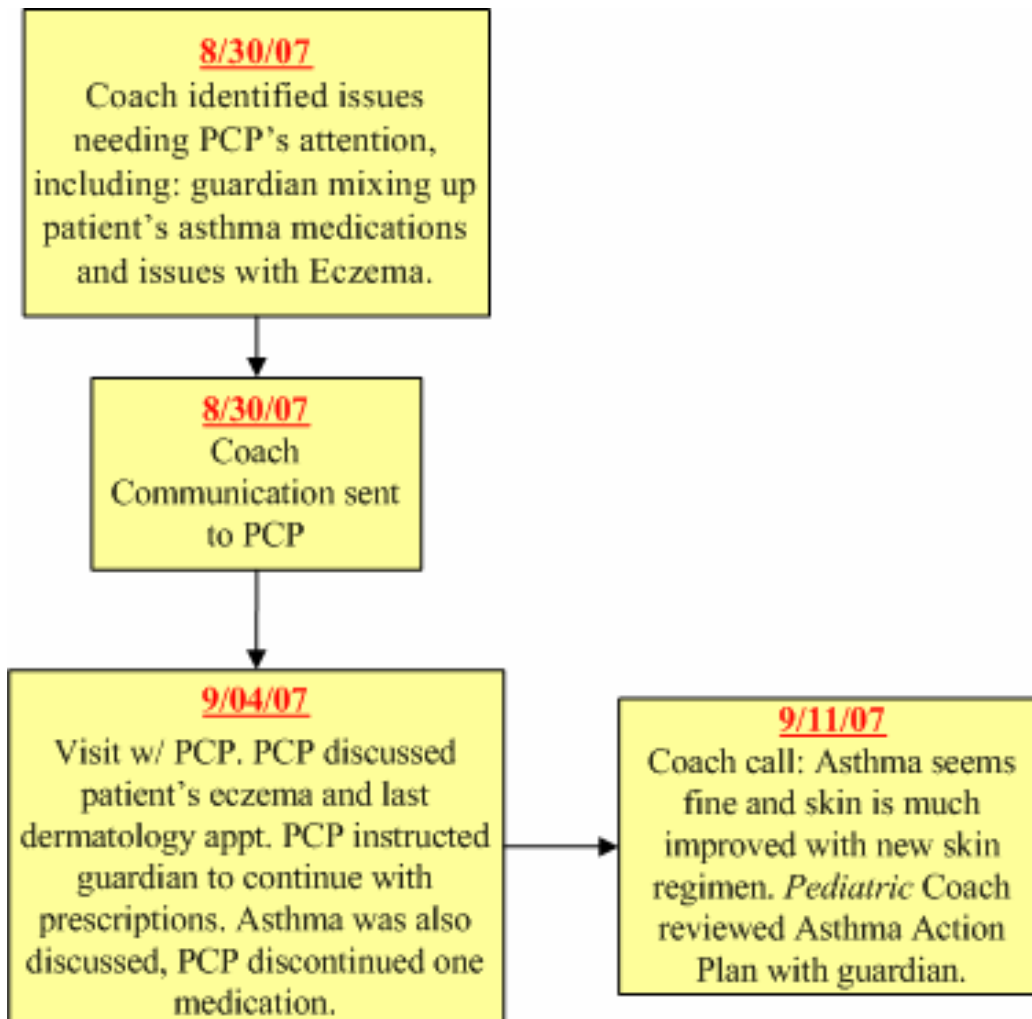 8/30/07
Coach identified issues
needing PCP's attention,
including: guardian mixing up
patient's asthma medications
and issues with Eczema.
8/30/07
Coach
Communication sent
to PCP
9/04/07
Visit w/ PCP. PCP discussed
patient's eczema and last
dermatology appt. PCP instructed
guardian to continue with
prescriptions. Asthma was also
discussed, PCP discontinued one
medication.
9/11/07
Coach call: Asthma seems
fine and skin is much
improved with new skin
regimen. Pediatric Coach
reviewed Asthma Action
Plan with guardian.